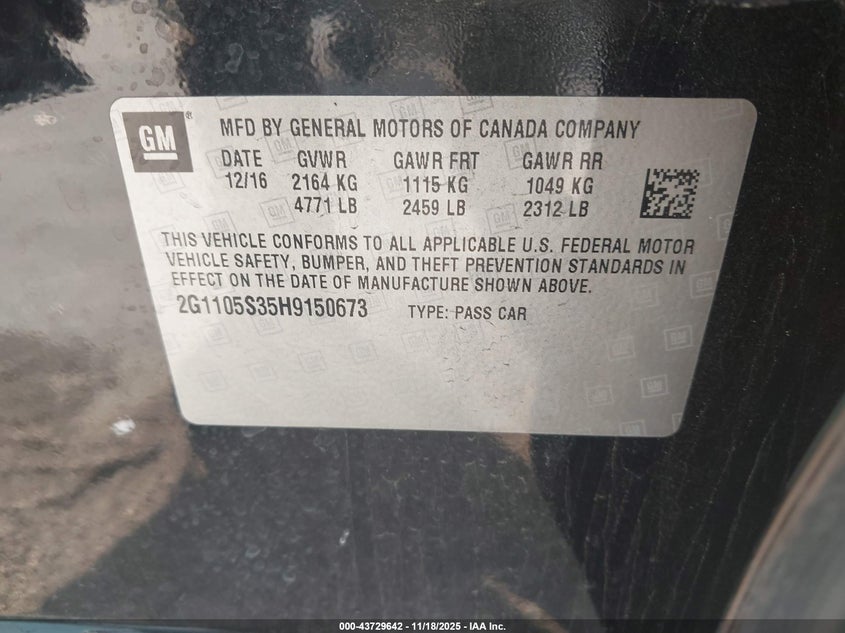 GM
MFD BY GENERAL MOTORS OF CANADA COMPANY
DATE GVWR GAWR FRT GAWR RR
12/16 2164 KG 1115 KG 1049 KG
4771 LB 2459 LB 2312 LB
THIS VEHICLE CONFORMS TO ALL APPLICABLE U.S. FEDERAL MOTOR
VEHICLE SAFETY, BUMPER, AND THEFT PREVENTION STANDARDS IN
EFFECT ON THE DATE OF MANUFACTURE SHOWN ABOVE.
2G1105S35H9150673 TYPE: PASS CAR
000-43729642 - 11/18/2025 - IAA Inc.